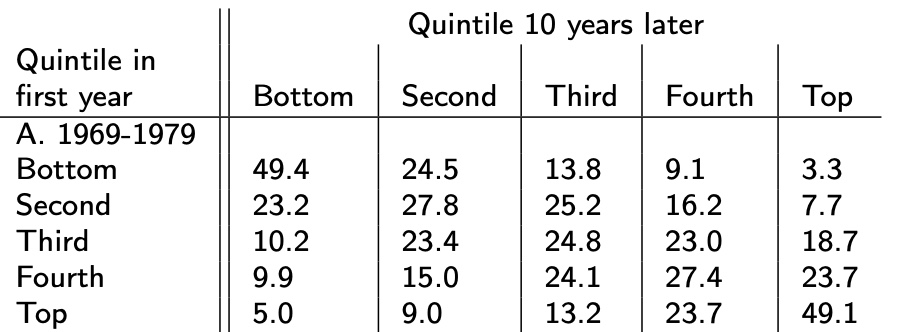 Quintile 10 years later
Quintile in
first year Bottom Second Third Fourth Top
A. 1969-1979
Bottom 49.4 24.5 13.8 9.1 3.3
Second 23.2 27.8 25.2 16.2 7.7
Third 10.2 23.4 24.8 23.0 18.7
Fourth 9.9 15.0 24.1 27.4 23.7
Top 5.0 9.0 13.2 23.7 49.1